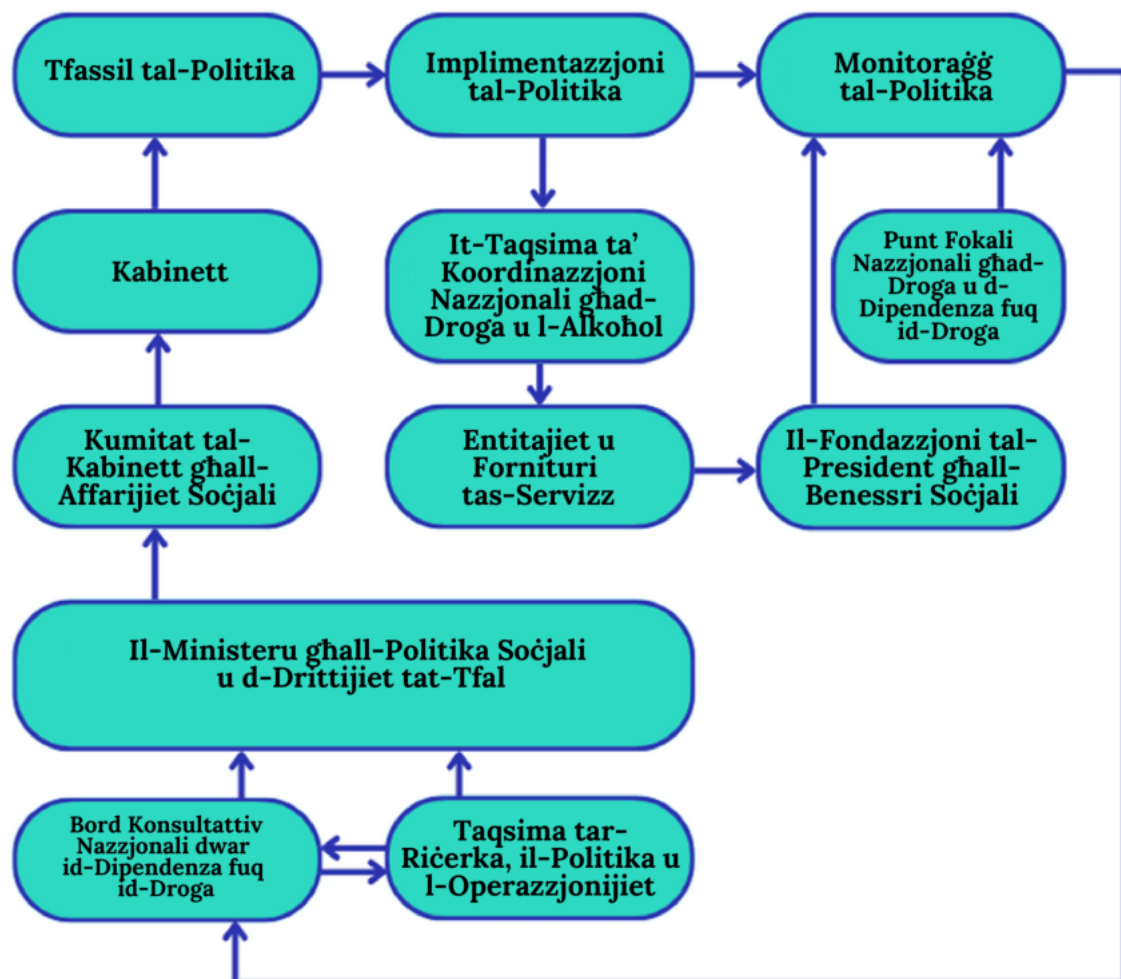 Tfassil tal-Politika
Implimentazzjoni
tal-Politika
Monitoraġġ
tal-Politika
Kabinett
It-Taqsima ta’
Koordinazzjoni
Nazzjonali għad-
Droga u l-Alkoħol
Punt Fokali
Nazzjonali għad-
Droga u d-
Dipendenza fuq
id-Droga
Kumitat tal-
Kabinett għall-
Affarijiet Soċjali
Entitajiet u
Fornituri
tas-Servizz
Il-Fondazzjoni tal-
President għall-
Benessri Soċjali
Il-Ministeru għall-Politika Soċjali
u d-Drittijiet tat-Tfal
Bord Konsultattiv
Nazzjonali dwar
id-Dipendenza fuq
id-Droga
Taqsima tar-
Riċerka, il-Politika u
l-Operazzjonijiet